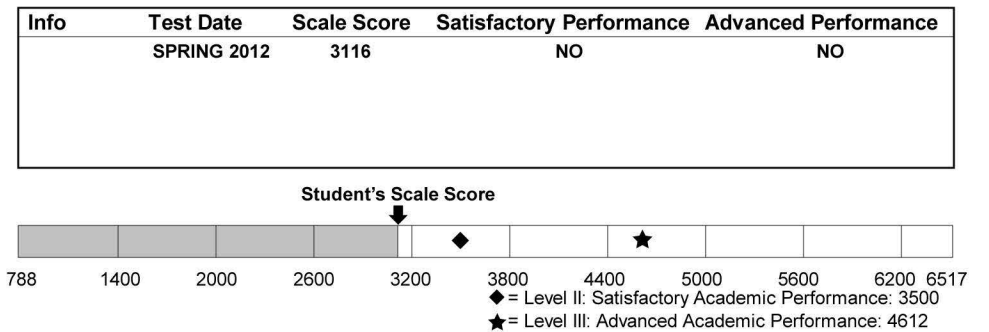 Info Test Date Scale Score Satisfactory Performance Advanced Performance
SPRING 2012 3116 NO NO
Student's Scale Score
788 1400 2000 2600 3200 3800 4400 5000 5600 6200 6517
◆ = Level II: Satisfactory Academic Performance: 3500
★ = Level III: Advanced Academic Performance: 4612